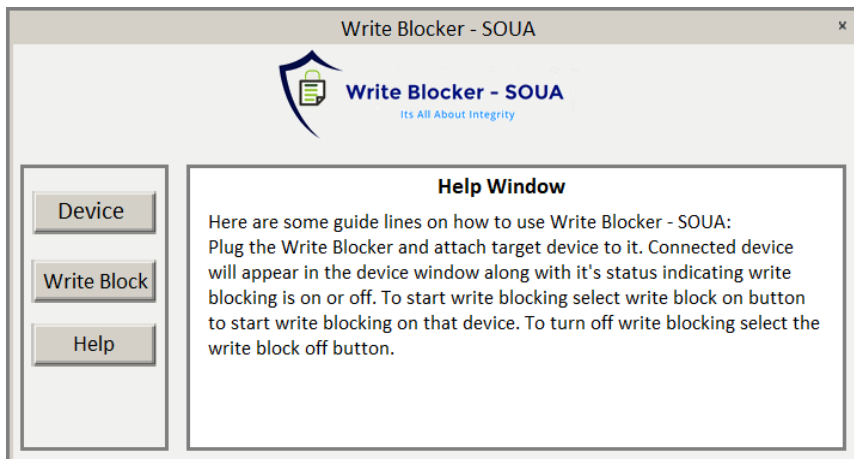 Write Blocker - SOUA
×
Write Blocker - SOUA
Its All About Integrity
Device
Write Block
Help
Help Window
Here are some guide lines on how to use Write Blocker - SOUA:
Plug the Write Blocker and attach target device to it. Connected device
will appear in the device window along with it's status indicating write
blocking is on or off. To start write blocking select write block on button
to start write blocking on that device. To turn off write blocking select the
write block off button.